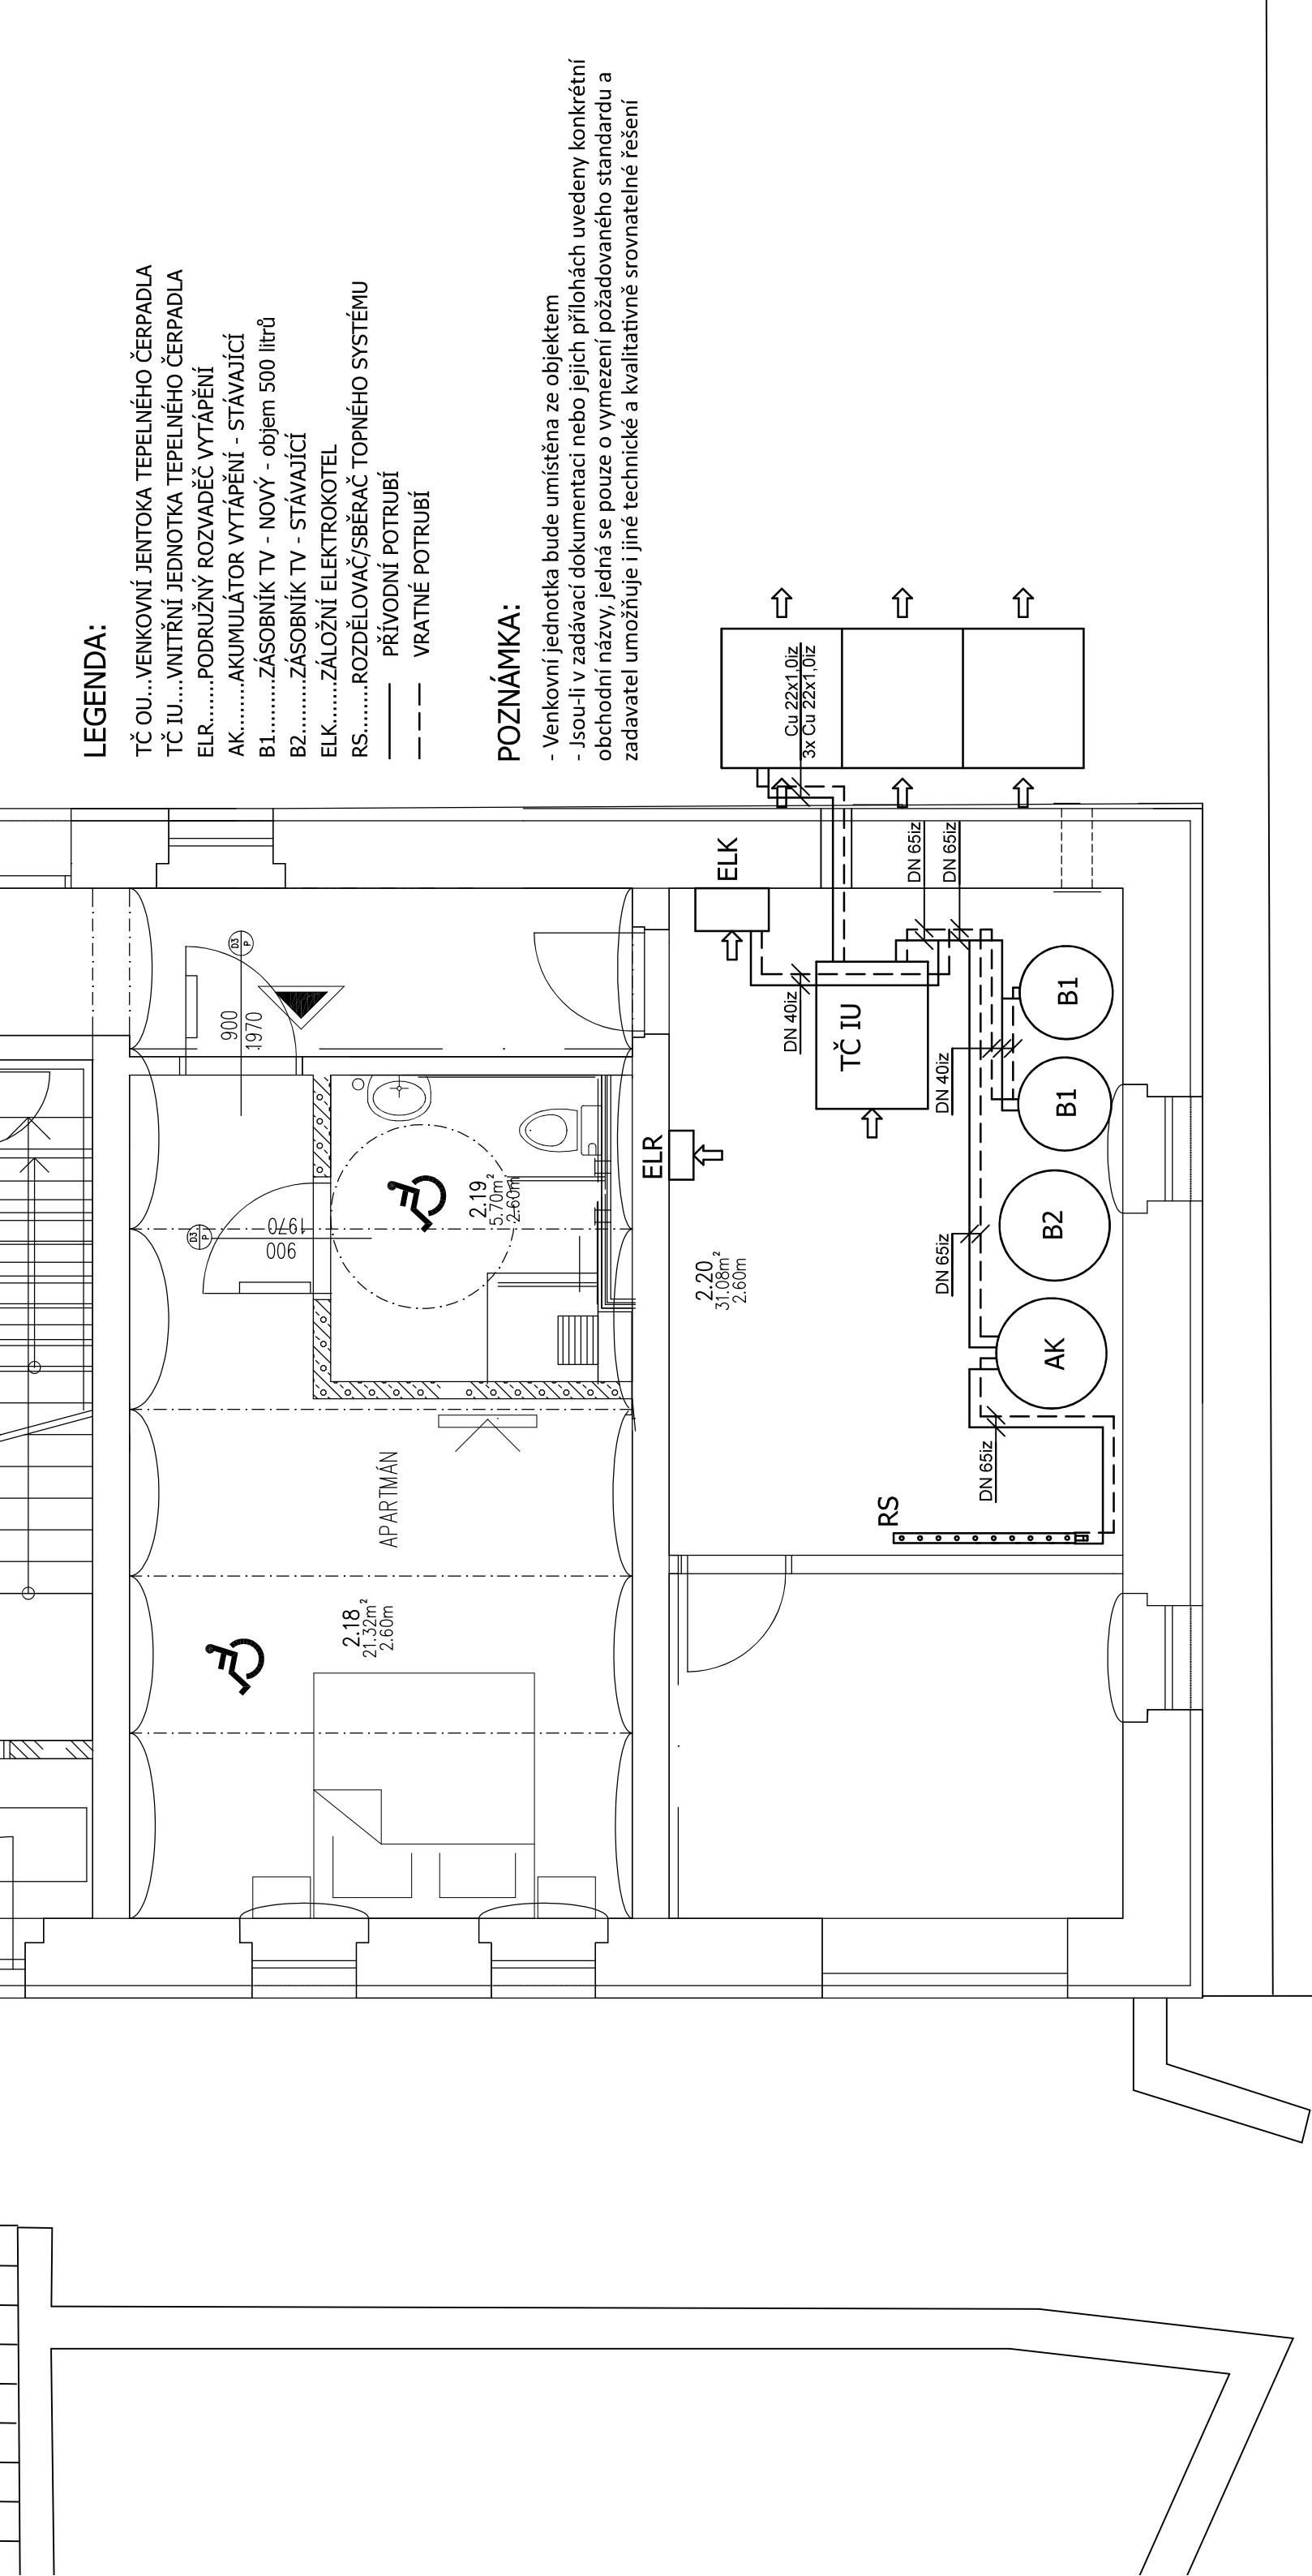 LEGENDA:
TČ OU...VENKOVNÍ JENTOKA TEPELNÉHO ČERPADLA
TČ IU....VNITŘNÍ JEDNOTKA TEPELNÉHO ČERPADLA
ELR.......PODRUŽNÝ ROZVADĚČ VYTÁPĚNÍ
AK.........AKUMULÁTOR VYTÁPĚNÍ - STÁVAJÍCÍ
B1..........ZÁSOBNÍK TV - NOVÝ - objem 500 litrů
B2..........ZÁSOBNÍK TV - STÁVAJÍCÍ
ELK.......ZÁLOŽNÍ ELEKTROKOTEL
RS.........ROZDĚLOVAČ/SBĚRAČ TOPNÉHO SYSTÉMU
PŘÍVODNÍ POTRUBÍ
VRATNÉ POTRUBÍ
POZNÁMKA:
- Venkovní jednotka bude umístěna ze objektem
- Jsou-li v zadávací dokumentaci nebo jejich přílohách uvedeny konkrétní
obchodní názvy, jedná se pouze o vymezení požadovaného standardu a
zadavatel umožňuje i jiné technické a kvalitativně srovnatelné řešení
Cu 22x1,0iz
3x Cu 22x1,0iz
ELK
DN 65iz
DN 65iz
DN 40iz
TČ IU
DN 40iz
B1
B1
B2
AK
DN 65iz
DN 65iz
RS
ELR
2.20
31.08m²
2.60m
2.19
5.70m²
2.60m
D3
P
900
1970
D3
P
900
1970
APARTMÁN
2.18
21.32m²
2.60m